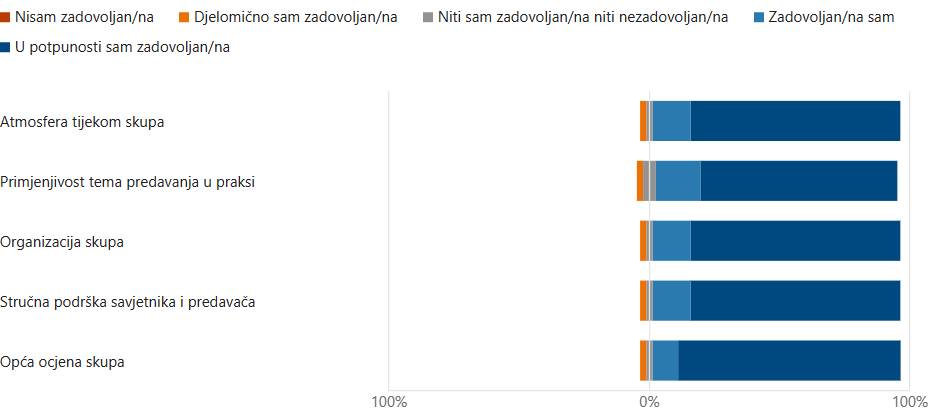 Nisam zadovoljan/na Djelomično sam zadovoljan/na Niti sam zadovoljan/na niti nezadovoljan/na Zadovoljan/na sam
U potpunosti sam zadovoljan/na
Atmosfera tijekom skupa
Primjenjivost tema predavanja u praksi
Organizacija skupa
Stručna podrška savjetnika i predavača
Opća ocjena skupa
100% 0% 100%